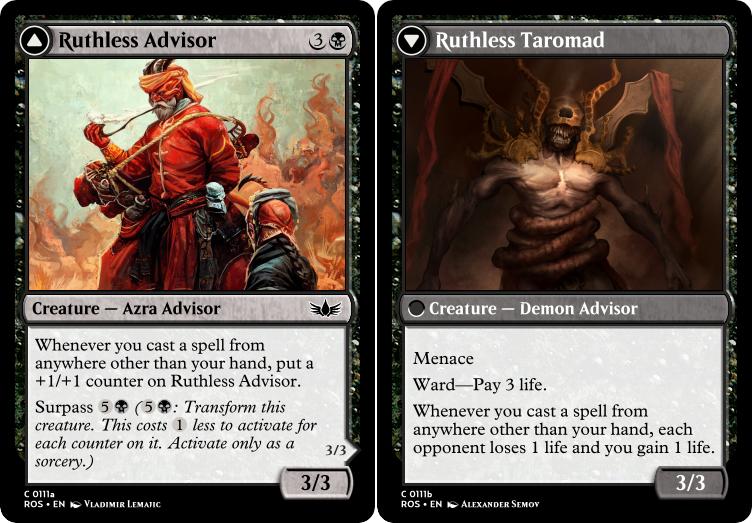 Ruthless Advisor 3
Creature — Azra Advisor
Whenever you cast a spell from
anywhere other than your hand, put a
+1/+1 counter on Ruthless Advisor.
Surpass 5 (5: Transform this
creature. This costs 1 less to activate for
each counter on it. Activate only as a
sorcery.)
3/3
3/3
C 0111a
ROS • EN Vladimir Lemajic
Ruthless Taromad
Creature — Demon Advisor
Menace
Ward—Pay 3 life.
Whenever you cast a spell from
anywhere other than your hand, each
opponent loses 1 life and you gain 1 life.
3/3
C 0111b
ROS • EN Alexander Semov